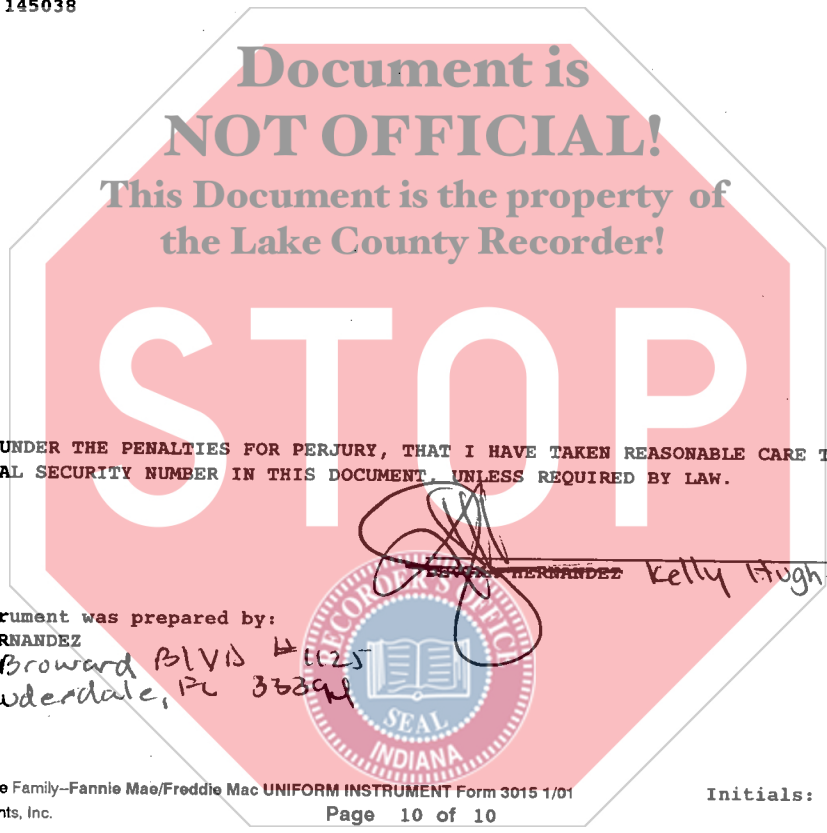 145038
Document is
NOT OFFICIAL!
This Document is the property of
the Lake County Recorder!
STOP
UNDER THE PENALTIES FOR PERJURY, THAT I HAVE TAKEN REASONABLE CARE T
AL SECURITY NUMBER IN THIS DOCUMENT, UNLESS REQUIRED BY LAW.
HERNANDEZ Kelly Hugh
rument was prepared by:
RNANDEZ
Broward BLVD #1125
uderdale, FL
RECORDER'S OFFICE
SEAL
INDIANA
e Family--Fannie Mae/Freddie Mac UNIFORM INSTRUMENT Form 3015 1/01
Initials:
nts, Inc.
Page 10 of 10